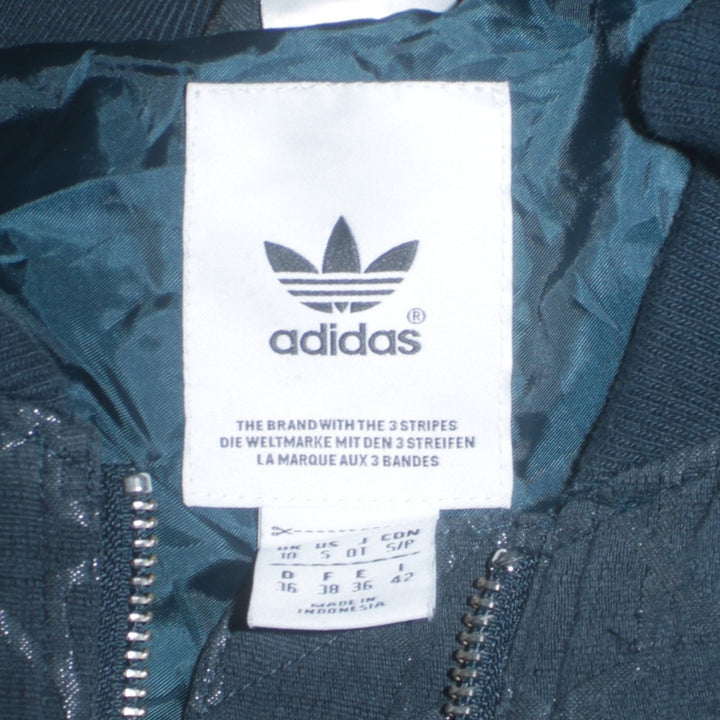 adidas®
THE BRAND WITH THE 3 STRIPES
DIE WELTMARKE MIT DEN 3 STREIFEN
LA MARQUE AUX 3 BANDES
UK US J CDN
10 S OT S/P
D F E I
36 38 36 42
MADE IN
INDONESIA